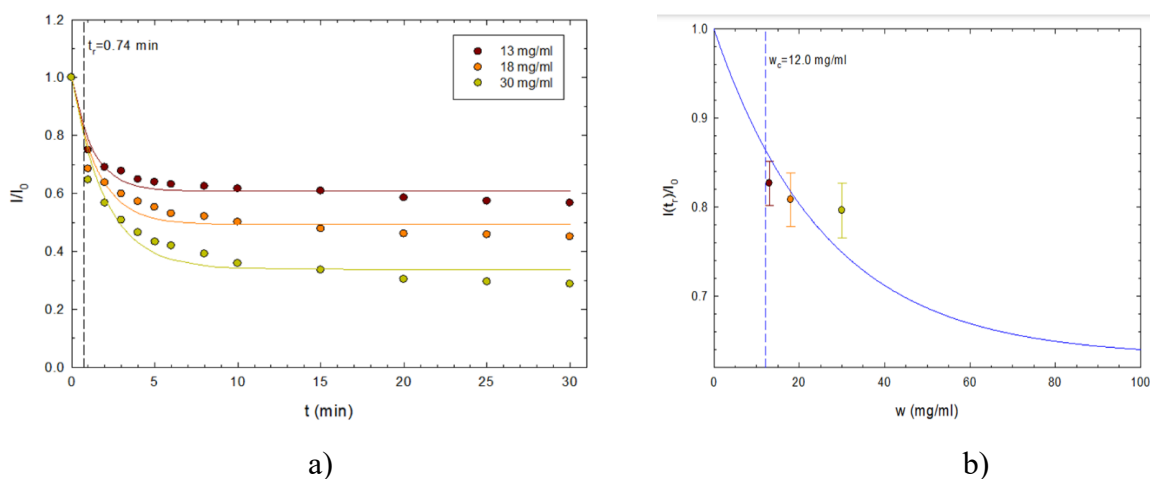 1.2
1.0
0.8
0.6
0.4
0.2
0.0
I/I0
tr=0.74 min
13 mg/ml
18 mg/ml
30 mg/ml
0 5 10 15 20 25 30
t (min)
a)
1.0
0.9
0.8
0.7
I(tr)/I0
wc=12.0 mg/ml
0 20 40 60 80 100
w (mg/ml)
b)